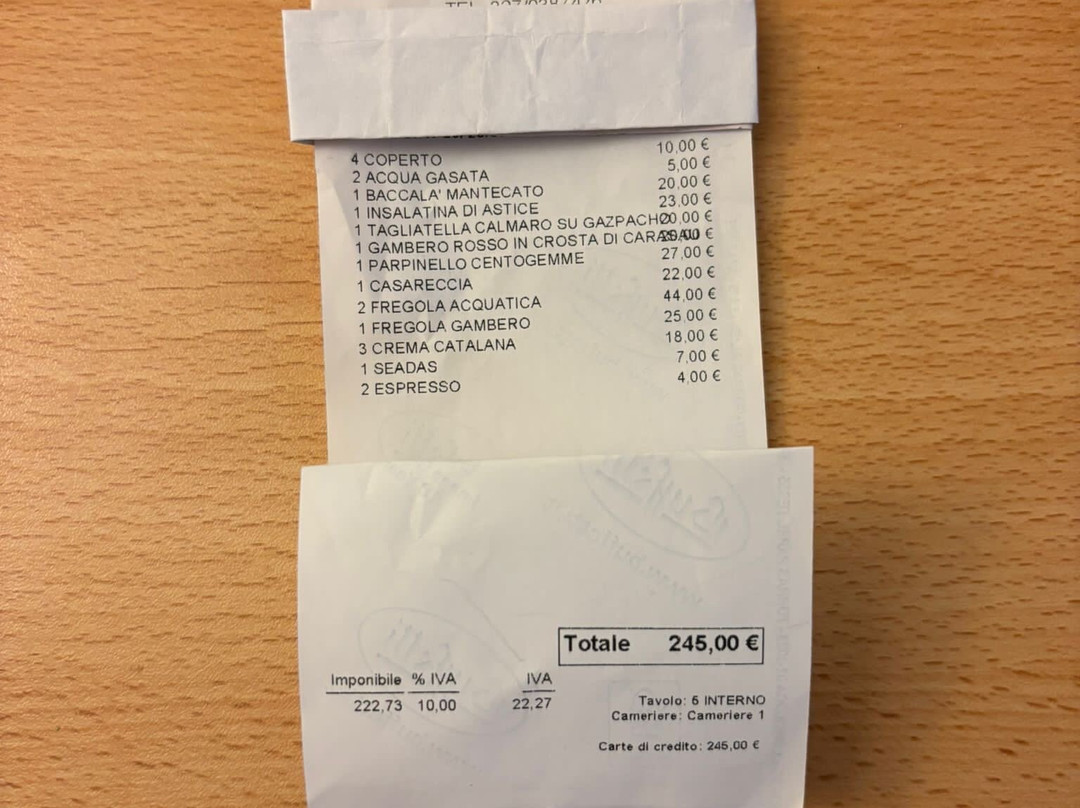 4 COPERTO 10,00 €
2 ACQUA GASATA 5,00 €
1 BACCALA' MANTECATO 20,00 €
1 INSALATINA DI ASTICE 23,00 €
1 TAGLIATELLA CALMARO SU GAZPACHO 20,00 €
1 GAMBERO ROSSO IN CROSTA DI CARASAU 20,00 €
1 PARPINELLO CENTOGEMME 27,00 €
1 CASARECCIA 22,00 €
2 FREGOLA ACQUATICA 44,00 €
1 FREGOLA GAMBERO 25,00 €
3 CREMA CATALANA 18,00 €
1 SEADAS 7,00 €
2 ESPRESSO 4,00 €
Totale 245,00 €
Imponibile % IVA IVA
222,73 10,00 22,27
Tavolo: 5 INTERNO
Cameriere: Cameriere 1
Carte di credito: 245,00 €